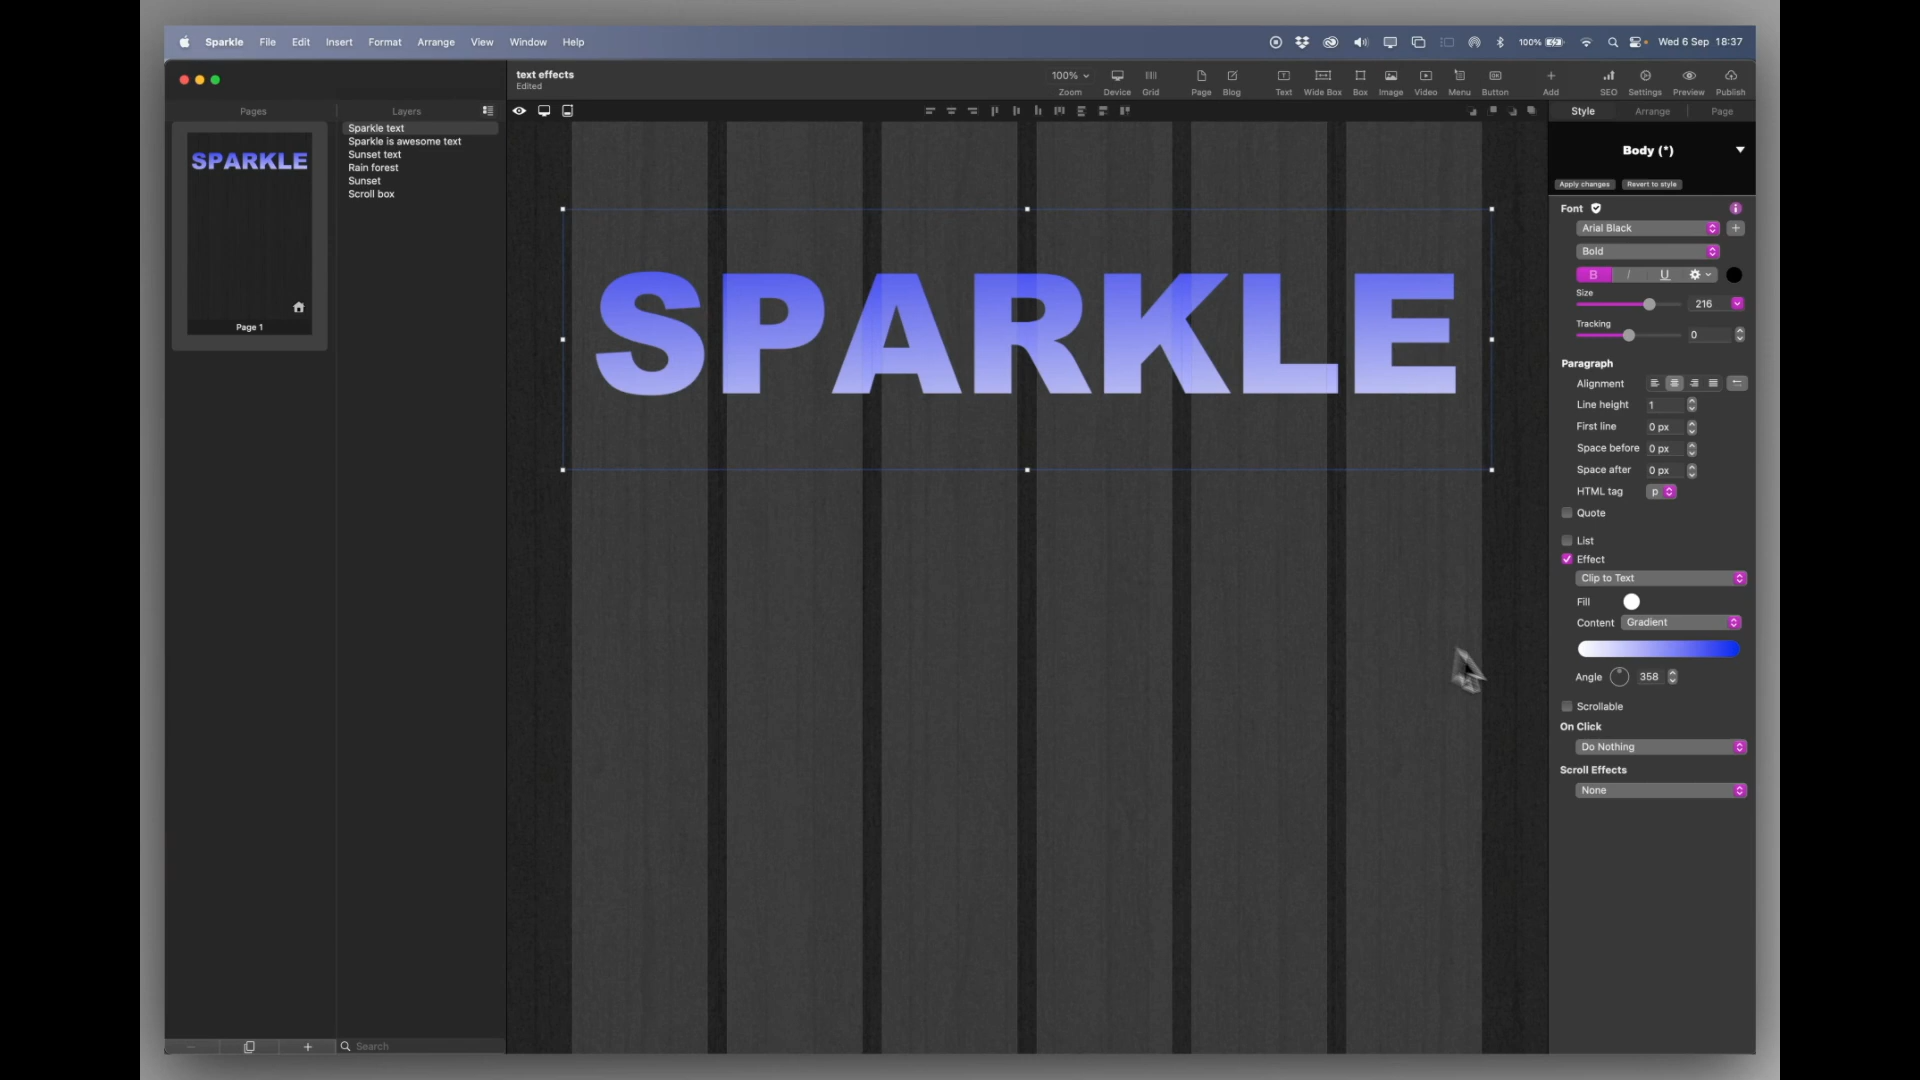 Sparkle File Edit Insert Format Arrange View Window Help
100% Wed 6 Sep 18:37
text effects
Edited
100%
Zoom Device Grid Page Blog Text Wide Box Box Image Video Menu Button Add SEO Settings Preview Publish
Pages Layers
Style Arrange Page
Sparkle text
Sparkle is awesome text
Sunset text
Rain forest
Sunset
Scroll box
SPARKLE
Page 1
SPARKLE
Body (*)
Apply changes Revert to style
Font
Arial Black
Bold
B I U
Size
216
Tracking
0
Paragraph
Alignment
Line height 1
First line 0 px
Space before 0 px
Space after 0 px
HTML tag p
Quote
List
Effect
Clip to Text
Fill
Content Gradient
Angle 358
Scrollable
On Click
Do Nothing
Scroll Effects
None
Search